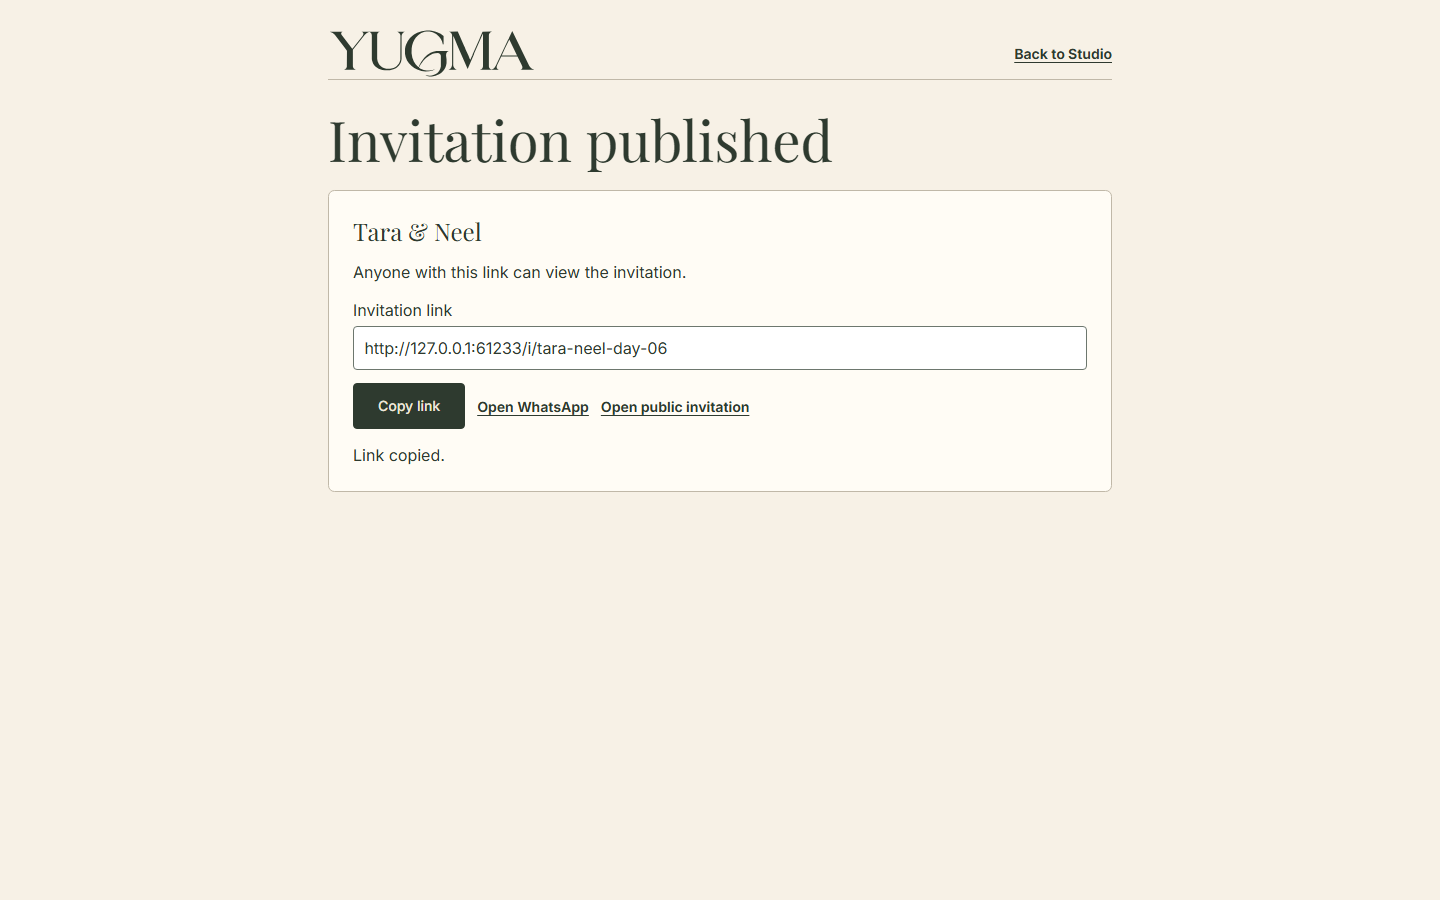 YUGMA
Back to Studio
Invitation published
Tara & Neel
Anyone with this link can view the invitation.
Invitation link
http://127.0.0.1:61233/i/tara-neel-day-06
Copy link Open WhatsApp Open public invitation
Link copied.